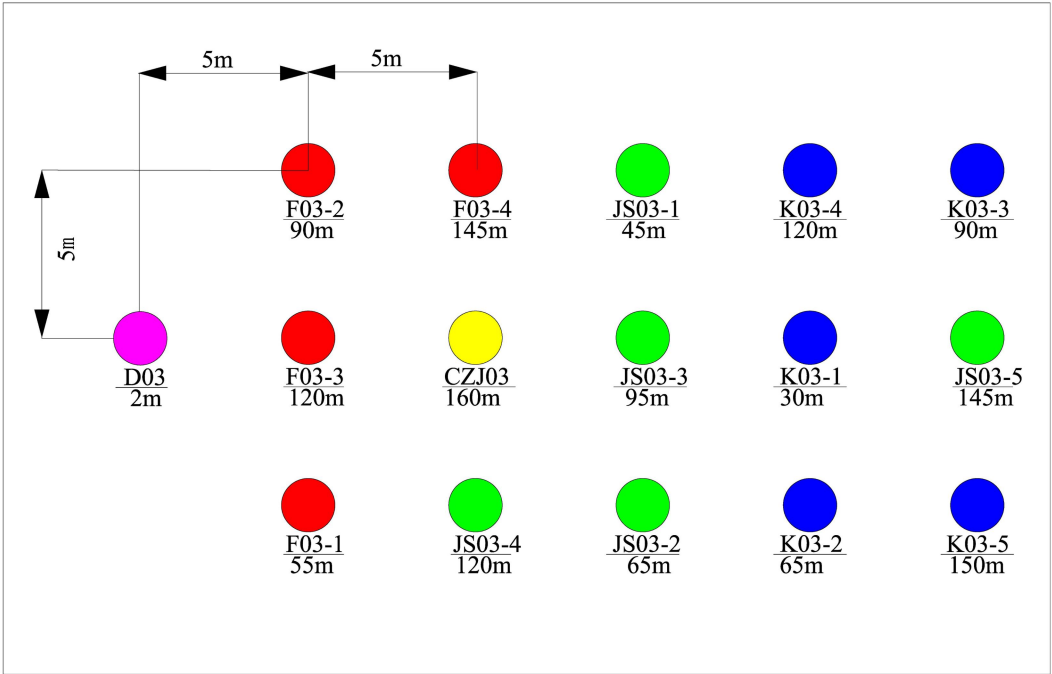 5m
5m
5m
F03-2
90m
F03-4
145m
JS03-1
45m
K03-4
120m
K03-3
90m
D03
2m
F03-3
120m
CZJ03
160m
JS03-3
95m
K03-1
30m
JS03-5
145m
F03-1
55m
JS03-4
120m
JS03-2
65m
K03-2
65m
K03-5
150m